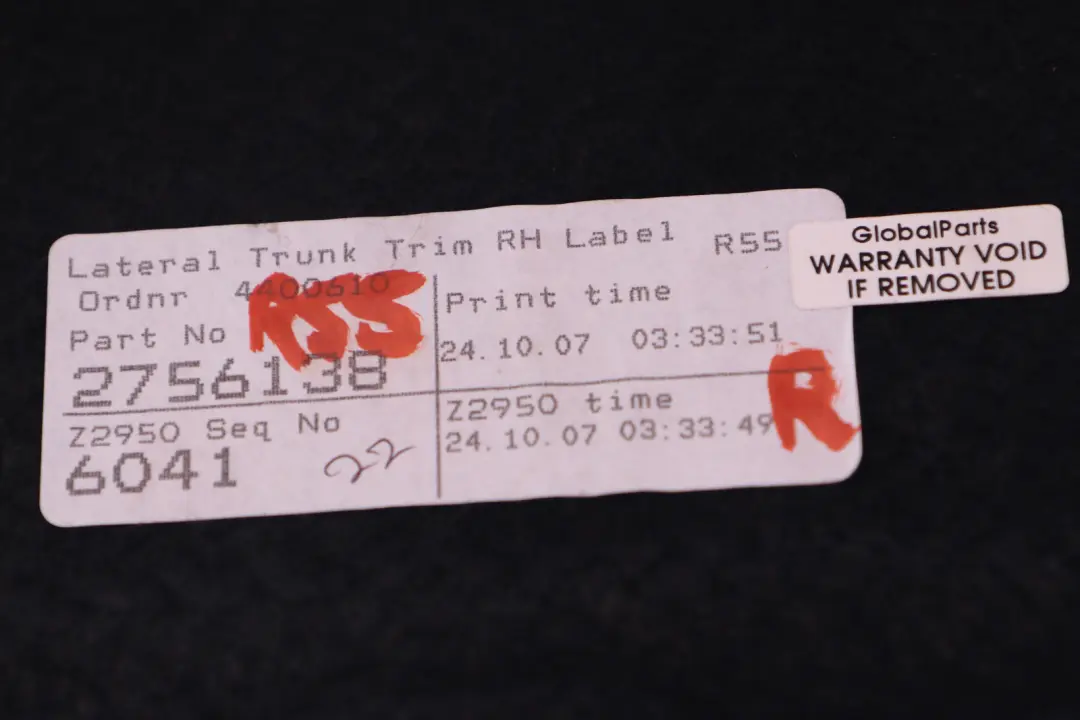 Lateral Trunk Trim RH Label R55
Ordnr 4400610
R55
Part No
2756138
Z2950 Seq No
6041
22
Print time
24.10.07 03:33:51
Z2950 time
24.10.07 03:33:49
R
GlobalParts
WARRANTY VOID
IF REMOVED